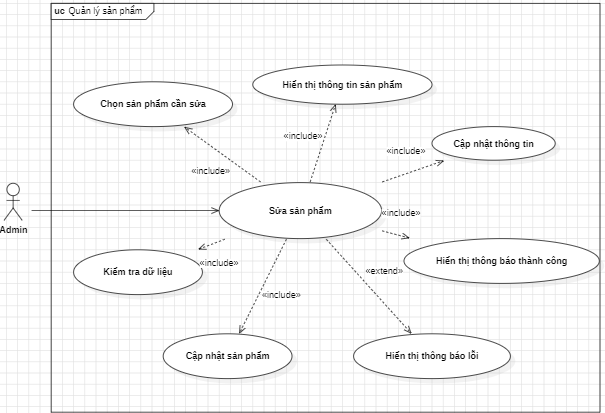 uc Quản lý sản phẩm
Hiển thị thông tin sản phẩm
Chọn sản phẩm cần sửa
«include»
Cập nhật thông tin
«include»
«include»
Sửa sản phẩm
«include»
Admin
Hiển thị thông báo thành công
«include»
Kiểm tra dữ liệu
«extend»
«include»
Cập nhật sản phẩm
Hiển thị thông báo lỗi